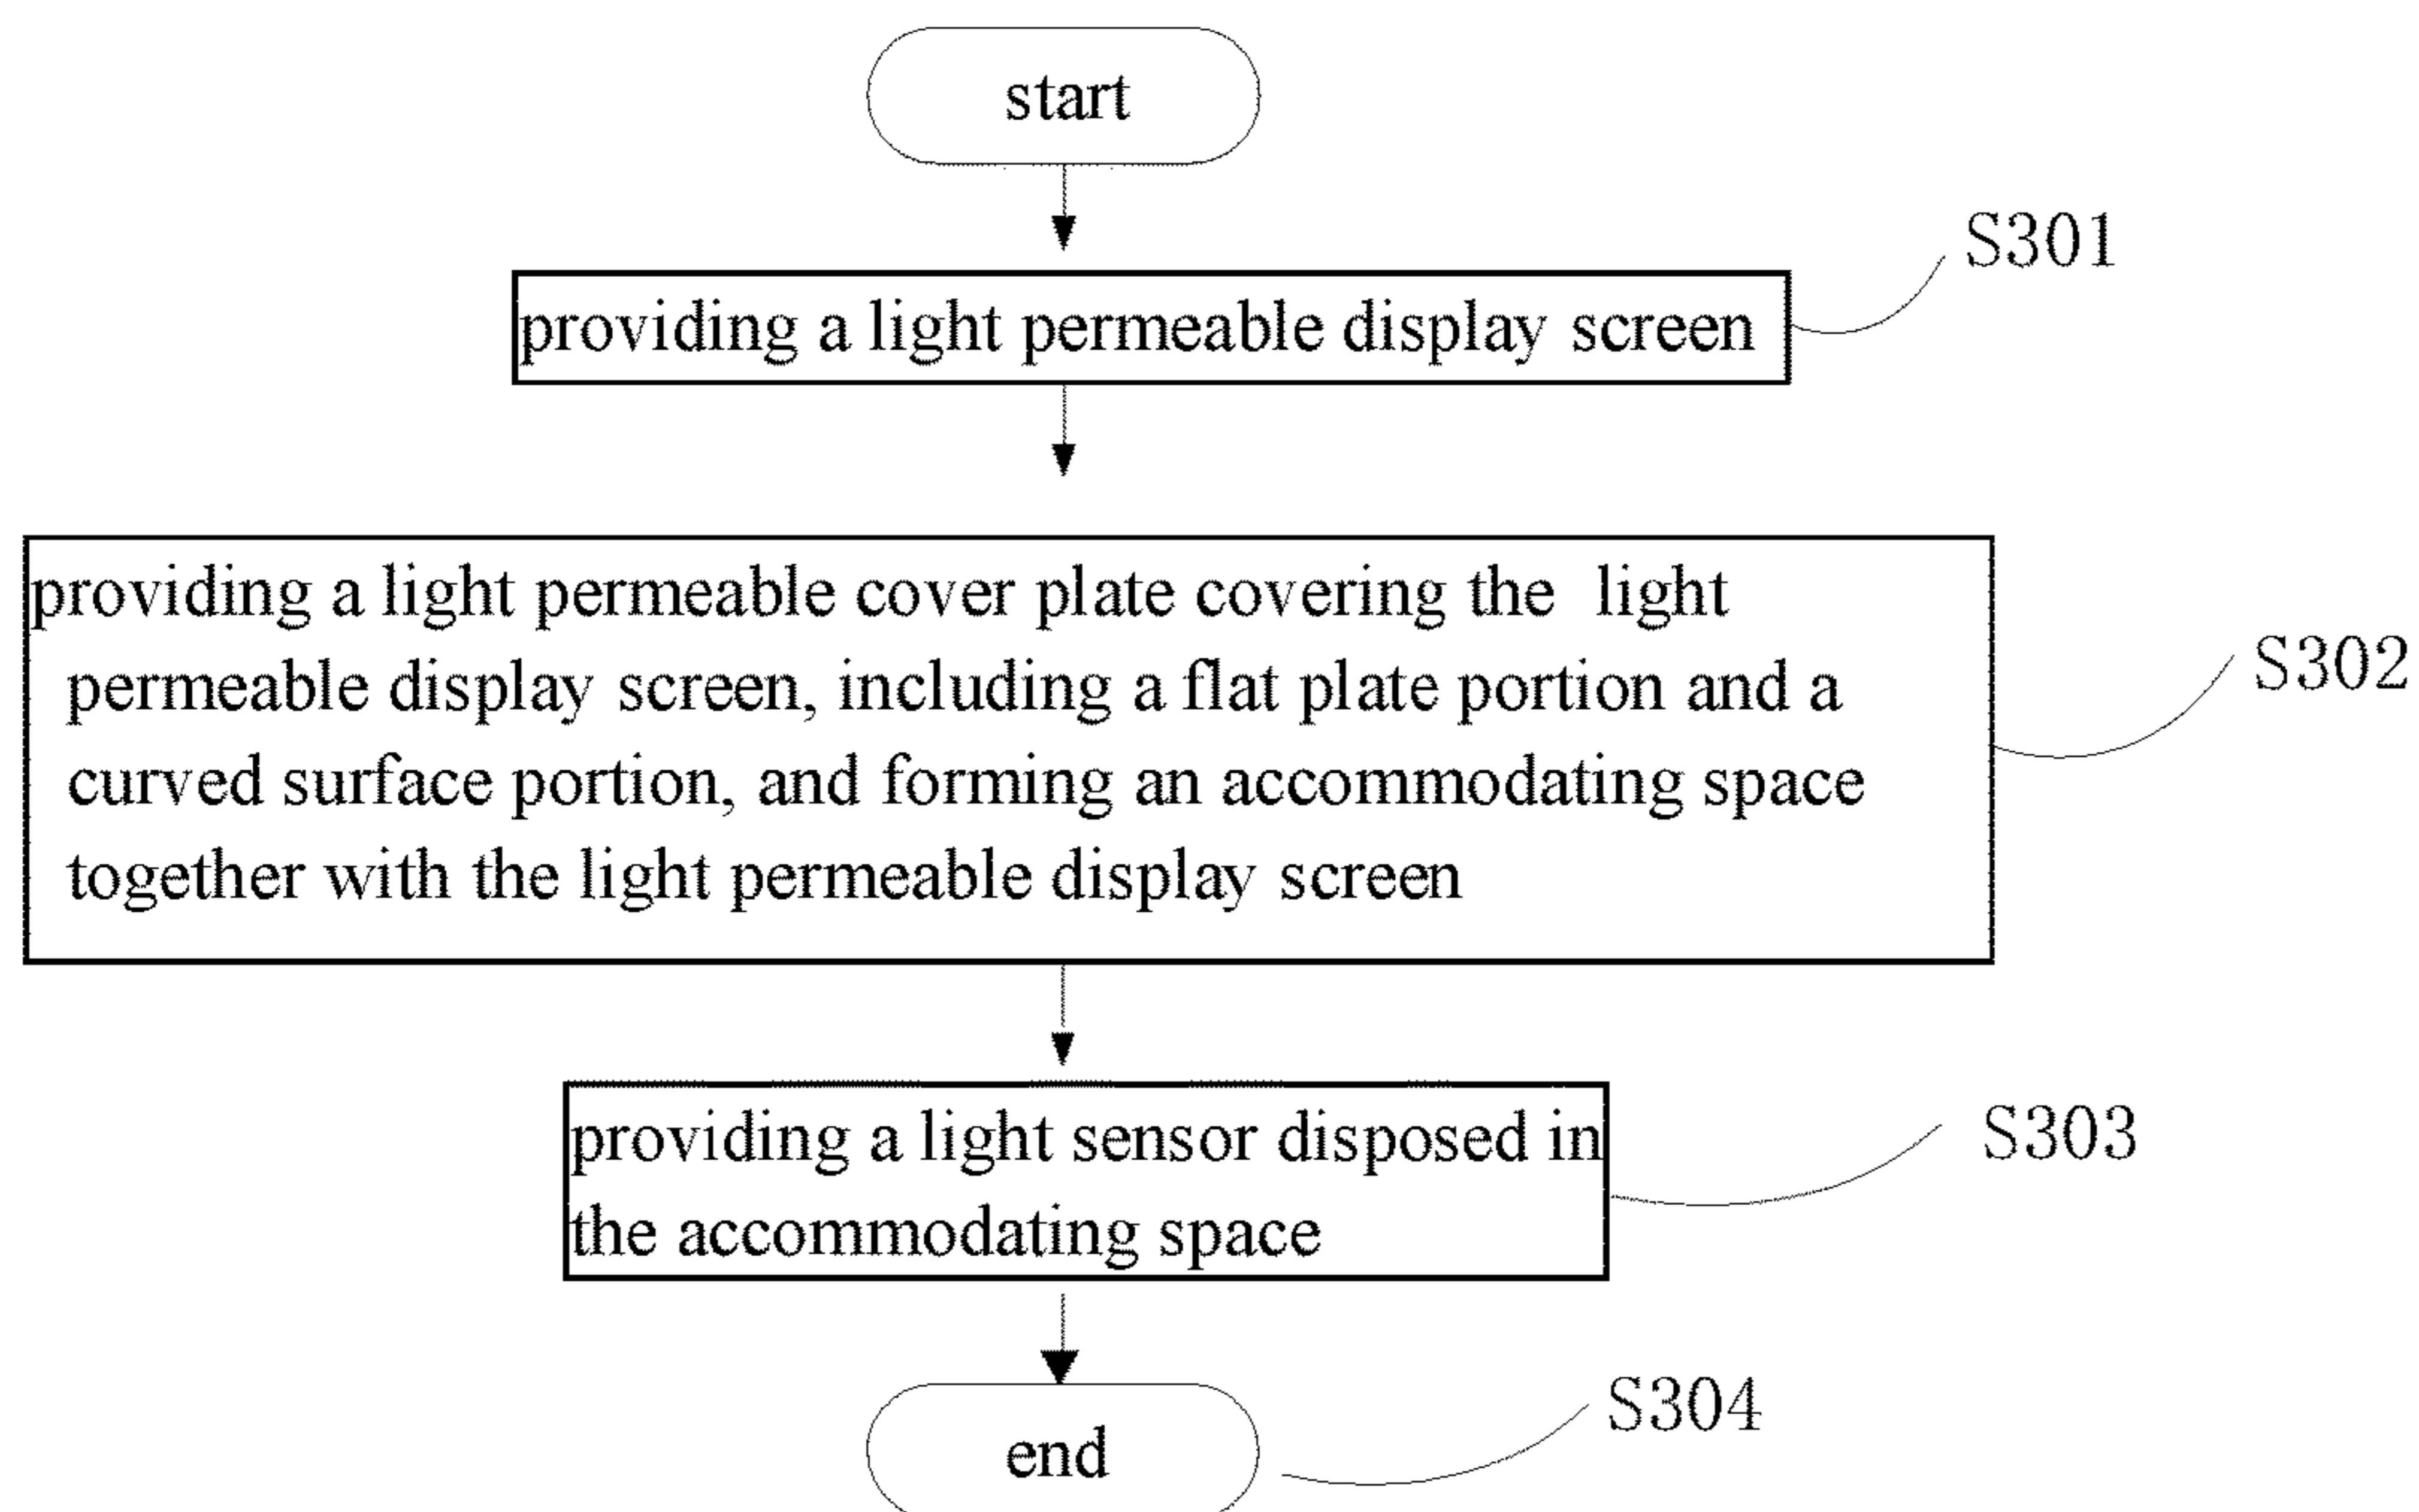 start
S301
providing a light permeable display screen
providing a light permeable cover plate covering the light
permeable display screen, including a flat plate portion and a
S302
curved surface portion, and forming an accommodating space
together with the light permeable display screen
providing a light sensor disposed in
S303
the accommodating space
S304
end